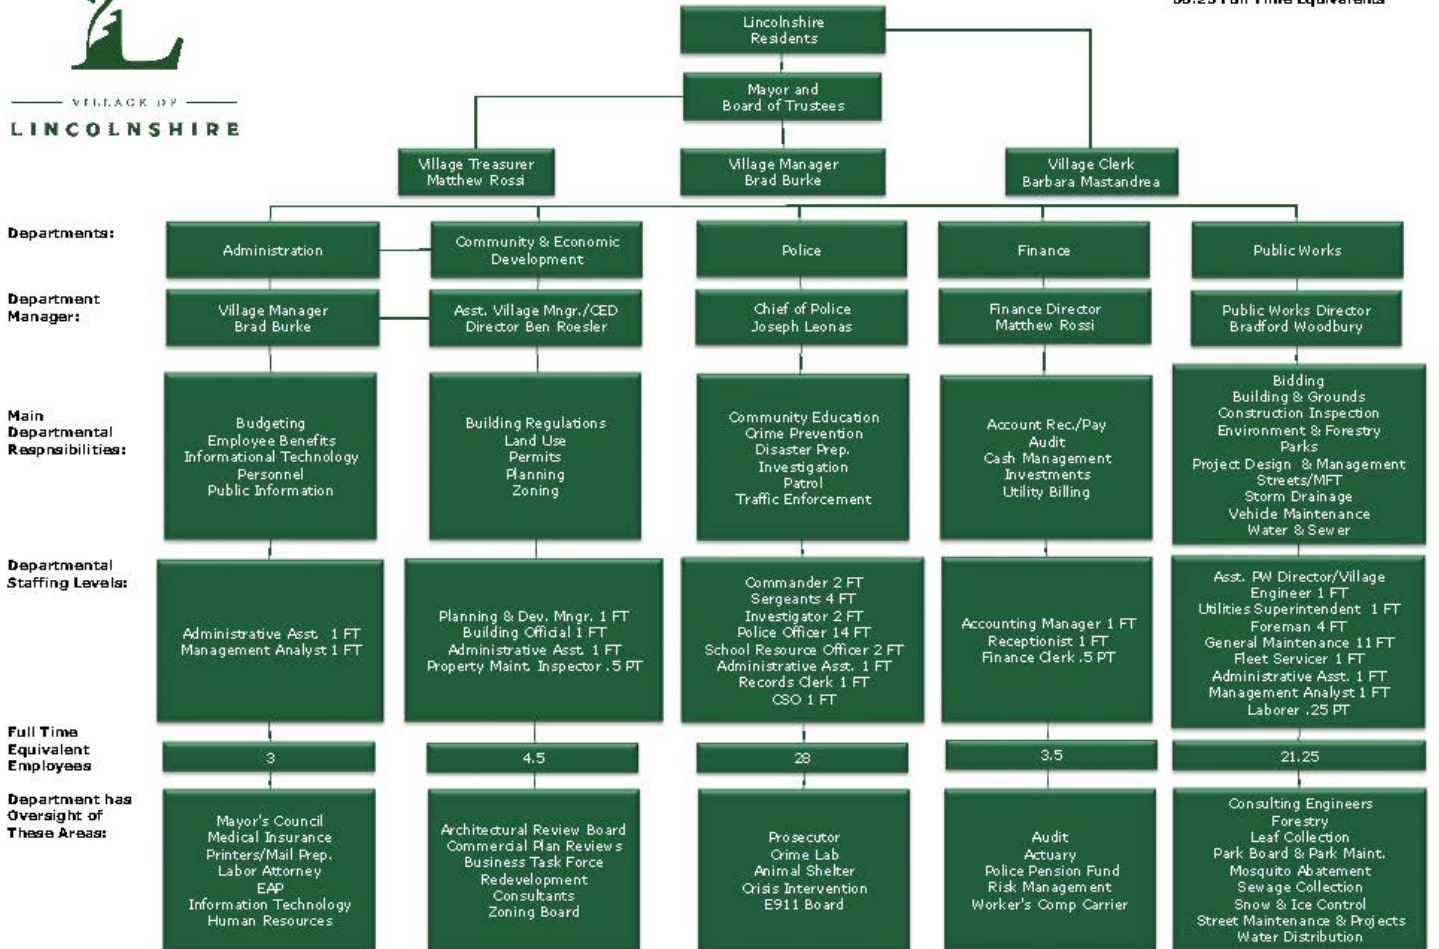 Full Time Equivalents
VILLAGE OF
LINCOLNSHIRE
Lincolnshire
Residents
Mayor and
Board of Trustees
Village Treasurer
Matthew Rossi
Village Manager
Brad Burke
Village Clerk
Barbara Mastandrea
Departments:
Administration
Community & Economic
Development
Police
Finance
Public Works
Department
Manager:
Village Manager
Brad Burke
Asst. Village Mngr./CED
Director Ben Roesler
Chief of Police
Joseph Leonas
Finance Director
Matthew Rossi
Public Works Director
Bradford Woodbury
Main
Departmental
Respnsibilities:
Budgeting
Employee Benefits
Informational Technology
Personnel
Public Information
Building Regulations
Land Use
Permits
Planning
Zoning
Community Education
Crime Prevention
Disaster Prep.
Investigation
Patrol
Traffic Enforcement
Account Rec./Pay
Audit
Cash Management
Investments
Utility Billing
Bidding
Building & Grounds
Construction Inspection
Environment & Forestry
Parks
Project Design & Management
Streets/MFT
Storm Drainage
Vehicle Maintenance
Water & Sewer
Departmental
Staffing Levels:
Administrative Asst. 1 FT
Management Analyst 1 FT
Planning & Dev. Mngr. 1 FT
Building Official 1 FT
Administrative Asst. 1 FT
Property Maint. Inspector .5 PT
Commander 2 FT
Sergeants 4 FT
Investigator 2 FT
Police Officer 14 FT
School Resource Officer 2 FT
Administrative Asst. 1 FT
Records Clerk 1 FT
CSO 1 FT
Accounting Manager 1 FT
Receptionist 1 FT
Finance Clerk .5 PT
Asst. PW Director/Village
Engineer 1 FT
Utilities Superintendent 1 FT
Foreman 4 FT
General Maintenance 11 FT
Fleet Servicer 1 FT
Administrative Asst. 1 FT
Management Analyst 1 FT
Laborer .25 PT
Full Time
Equivalent
Employees
3
4.5
28
3.5
21.25
Department has
Oversight of
These Areas:
Mayor's Council
Medical Insurance
Printers/Mail Prep.
Labor Attorney
EAP
Information Technology
Human Resources
Architectural Review Board
Commercial Plan Reviews
Business Task Force
Redevelopment
Consultants
Zoning Board
Prosecutor
Crime Lab
Animal Shelter
Crisis Intervention
E911 Board
Audit
Actuary
Police Pension Fund
Risk Management
Worker's Comp Carrier
Consulting Engineers
Forestry
Leaf Collection
Park Board & Park Maint.
Mosquito Abatement
Sewage Collection
Snow & Ice Control
Street Maintenance & Projects
Water Distribution